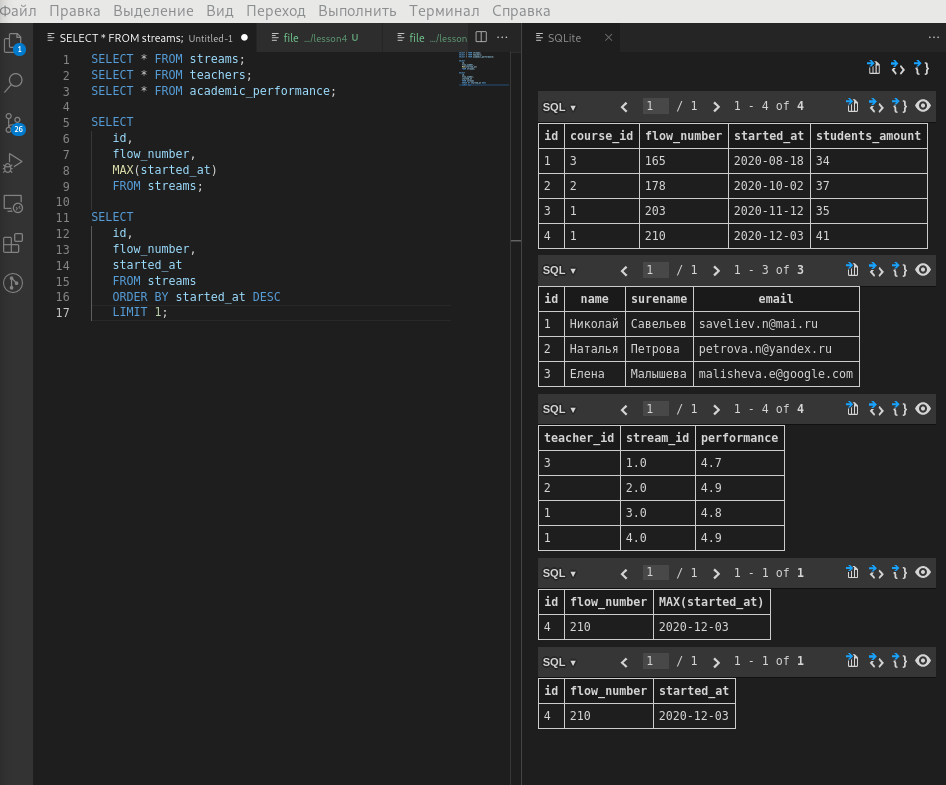 Файл Правка Выделение Вид Переход Выполнить Терминал Справка
SELECT * FROM streams; Untitled-1
file .../lesson4 U
file .../lesson
SQLite
1
26
1 SELECT * FROM streams;
2 SELECT * FROM teachers;
3 SELECT * FROM academic_performance;
4
5 SELECT
6 id,
7 flow_number,
8 MAX(started_at)
9 FROM streams;
10
11 SELECT
12 id,
13 flow_number,
14 started_at
15 FROM streams
16 ORDER BY started_at DESC
17 LIMIT 1;
SQL 1 / 1 1 - 4 of 4
id course_id flow_number started_at students_amount
1 3 165 2020-08-18 34
2 2 178 2020-10-02 37
3 1 203 2020-11-12 35
4 1 210 2020-12-03 41
SQL 1 / 1 1 - 3 of 3
id name surename email
1 Николай Савельев saveliev.n@mai.ru
2 Наталья Петрова petrova.n@yandex.ru
3 Елена Малышева malisheva.e@google.com
SQL 1 / 1 1 - 4 of 4
teacher_id stream_id performance
3 1.0 4.7
2 2.0 4.9
1 3.0 4.8
1 4.0 4.9
SQL 1 / 1 1 - 1 of 1
id flow_number MAX(started_at)
4 210 2020-12-03
SQL 1 / 1 1 - 1 of 1
id flow_number started_at
4 210 2020-12-03